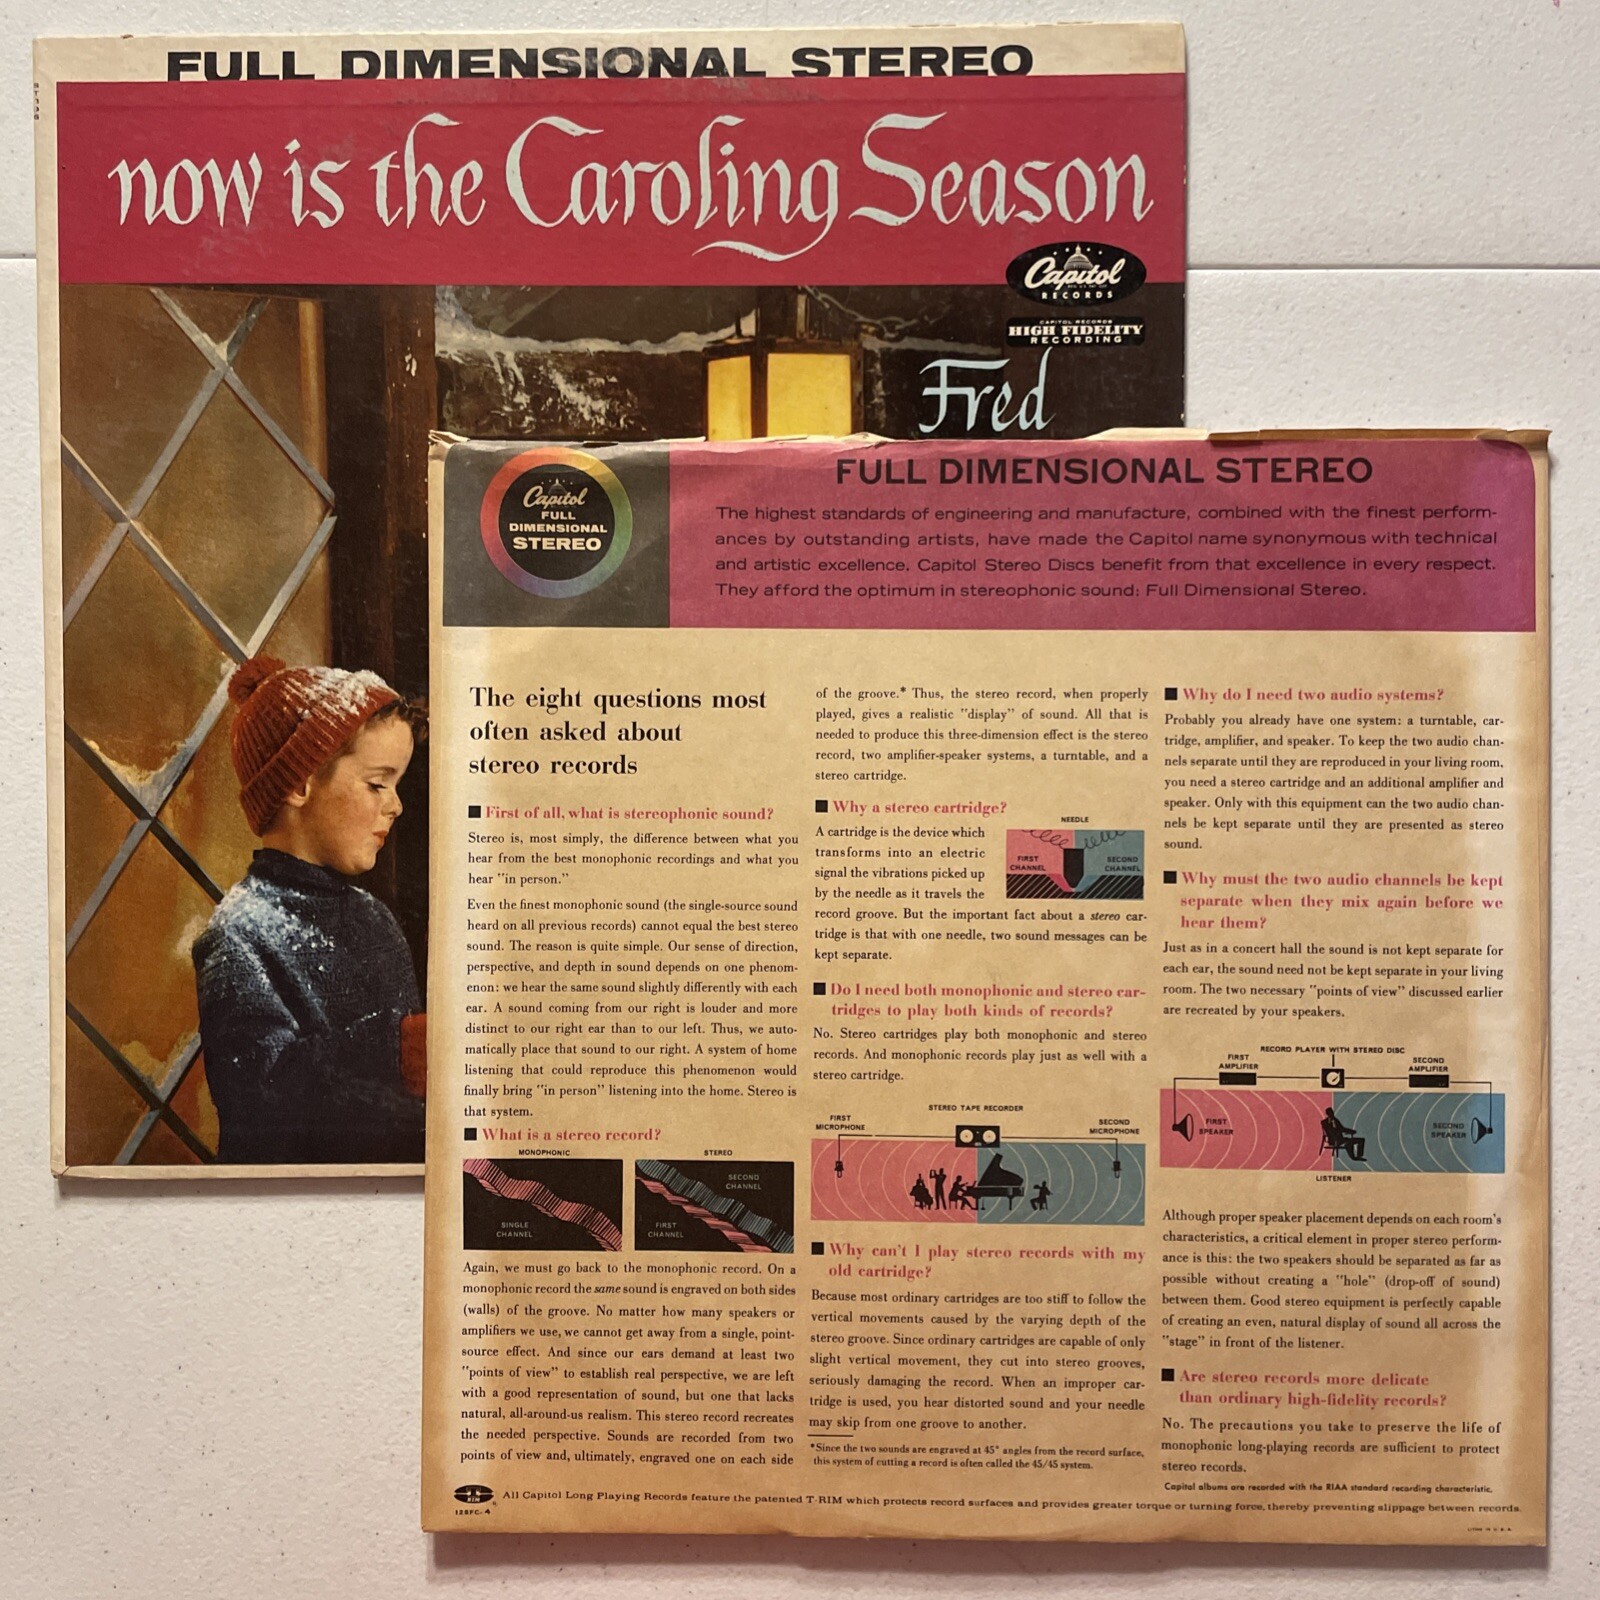 FULL DIMENSIONAL STEREO
now is the Caroling Season
Capitol
RECORDS
CAPITOL RECORDS
HIGH FIDELITY
RECORDING
Fred
Capitol
FULL
DIMENSIONAL
STEREO
FULL DIMENSIONAL STEREO
The highest standards of engineering and manufacture, combined with the finest perform-
ances by outstanding artists, have made the Capitol name synonymous with technical
and artistic excellence. Capitol Stereo Discs benefit from that excellence in every respect.
They afford the optimum in stereophonic sound: Full Dimensional Stereo.
The eight questions most
often asked about
stereo records
■ First of all, what is stereophonic sound?
Stereo is, most simply, the difference between what you
hear from the best monophonic recordings and what you
hear "in person."
Even the finest monophonic sound (the single-source sound
heard on all previous records) cannot equal the best stereo
sound. The reason is quite simple. Our sense of direction,
perspective, and depth in sound depends on one phenom-
enon: we hear the same sound slightly differently with each
ear. A sound coming from our right is louder and more
distinct to our right ear than to our left. Thus, we auto-
matically place that sound to our right. A system of home
listening that could reproduce this phenomenon would
finally bring "in person" listening into the home. Stereo is
that system.
■ What is a stereo record?
MONOPHONIC
STEREO
SINGLE
CHANNEL
SECOND
CHANNEL
FIRST
CHANNEL
Again, we must go back to the monophonic record. On a
monophonic record the same sound is engraved on both sides
(walls) of the groove. No matter how many speakers or
amplifiers we use, we cannot get away from a single, point-
source effect. And since our ears demand at least two
"points of view" to establish real perspective, we are left
with a good representation of sound, but one that lacks
natural, all-around-us realism. This stereo record recreates
the needed perspective. Sounds are recorded from two
points of view and, ultimately, engraved one on each side
of the groove.* Thus, the stereo record, when properly
played, gives a realistic "display" of sound. All that is
needed to produce this three-dimension effect is the stereo
record, two amplifier-speaker systems, a turntable, and a
stereo cartridge.
■ Why a stereo cartridge?
A cartridge is the device which
transforms into an electric
signal the vibrations picked up
by the needle as it travels the
record groove. But the important fact about a stereo car-
tridge is that with one needle, two sound messages can be
kept separate.
NEEDLE
FIRST
CHANNEL
SECOND
CHANNEL
■ Do I need both monophonic and stereo car-
tridges to play both kinds of records?
No. Stereo cartridges play both monophonic and stereo
records. And monophonic records play just as well with a
stereo cartridge.
STEREO TAPE RECORDER
FIRST
MICROPHONE
SECOND
MICROPHONE
■ Why can't I play stereo records with my
old cartridge?
Because most ordinary cartridges are too stiff to follow the
vertical movements caused by the varying depth of the
stereo groove. Since ordinary cartridges are capable of only
slight vertical movement, they cut into stereo grooves,
seriously damaging the record. When an improper car-
tridge is used, you hear distorted sound and your needle
may skip from one groove to another.
*Since the two sounds are engraved at 45° angles from the record surface,
this system of cutting a record is often called the 45/45 system.
■ Why do I need two audio systems?
Probably you already have one system: a turntable, car-
tridge, amplifier, and speaker. To keep the two audio chan-
nels separate until they are reproduced in your living room,
you need a stereo cartridge and an additional amplifier and
speaker. Only with this equipment can the two audio chan-
nels be kept separate until they are presented as stereo
sound.
■ Why must the two audio channels be kept
separate when they mix again before we
hear them?
Just as in a concert hall the sound is not kept separate for
each ear, the sound need not be kept separate in your living
room. The two necessary "points of view" discussed earlier
are recreated by your speakers.
RECORD PLAYER WITH STEREO DISC
FIRST
AMPLIFIER
SECOND
AMPLIFIER
FIRST
SPEAKER
SECOND
SPEAKER
LISTENER
Although proper speaker placement depends on each room's
characteristics, a critical element in proper stereo perform-
ance is this: the two speakers should be separated as far as
possible without creating a "hole" (drop-off of sound)
between them. Good stereo equipment is perfectly capable
of creating an even, natural display of sound all across the
"stage" in front of the listener.
■ Are stereo records more delicate
than ordinary high-fidelity records?
No. The precautions you take to preserve the life of
monophonic long-playing records are sufficient to protect
stereo records.
Capitol albums are recorded with the RIAA standard recording characteristic.
All Capitol Long Playing Records feature the patented T-RIM which protects record surfaces and provides greater torque or turning force, thereby preventing slippage between records.
128FC-4
LITHO IN U.S.A.